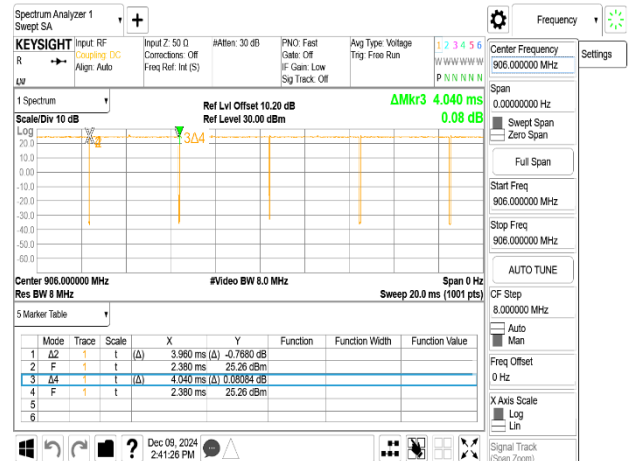 Spectrum Analyzer 1
Swept SA
Frequency
KEYSIGHT
R
Input: RF
Coupling: DC
Align: Auto
Input Z: 50 Ω
Corrections: Off
Freq Ref: Int (S)
#Atten: 30 dB
PNO: Fast
Gate: Off
IF Gain: Low
Sig Track: Off
Avg Type: Voltage
Trig: Free Run
1 2 3 4 5 6
W W W W W W
P N N N N N
Center Frequency
906.000000 MHz
Settings
Span
0.00000000 Hz
Swept Span
Zero Span
Full Span
Start Freq
906.000000 MHz
Stop Freq
906.000000 MHz
AUTO TUNE
CF Step
8.000000 MHz
Auto
Man
Freq Offset
0 Hz
X Axis Scale
Log
Lin
Signal Track
(Span Zoom)
1 Spectrum
Scale/Div 10 dB
Ref Lvl Offset 10.20 dB
Ref Level 30.00 dBm
ΔMkr3 4.040 ms
0.08 dB
Log
20.0
10.0
0.00
-10.0
-20.0
-30.0
-40.0
-50.0
-60.0
3Δ4
Center 906.000000 MHz
Res BW 8 MHz
#Video BW 8.0 MHz
Span 0 Hz
Sweep 20.0 ms (1001 pts)
5 Marker Table
Mode Trace Scale X Y Function Function Width Function Value
1 Δ2 1 t (Δ) 3.960 ms (Δ) -0.7680 dB
2 F 1 t 2.380 ms 25.26 dBm
3 Δ4 1 t (Δ) 4.040 ms (Δ) 0.08084 dB
4 F 1 t 2.380 ms 25.26 dBm
5
6
?
Dec 09, 2024
2:41:26 PM